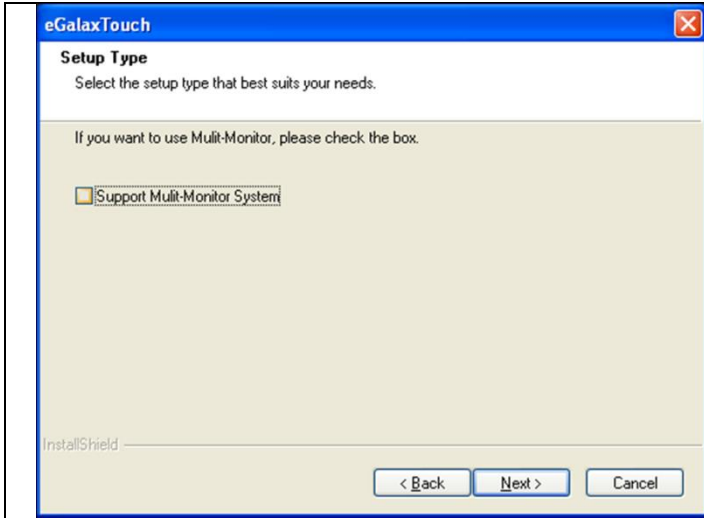 eGalaxTouch
Setup Type
Select the setup type that best suits your needs.
If you want to use Mulit-Monitor, please check the box.
Support Mulit-Monitor System
InstallShield
< Back Next > Cancel